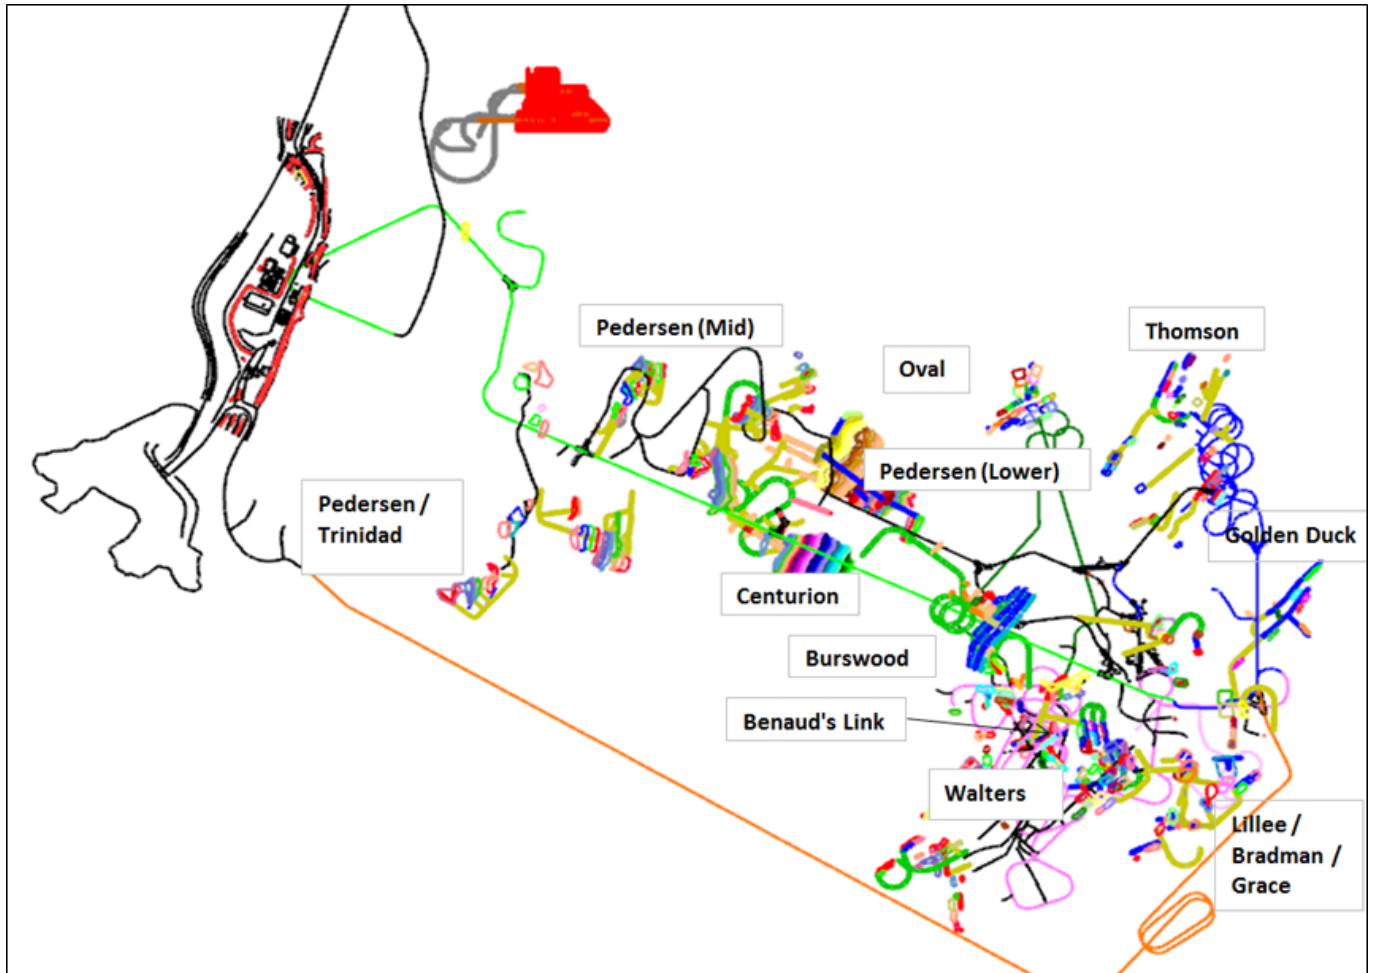 Pedersen (Mid)
Thomson
Oval
Pedersen (Lower)
Pedersen /
Trinidad
Golden Duck
Centurion
Burswood
Benaud's Link
Walters
Lillee /
Bradman /
Grace